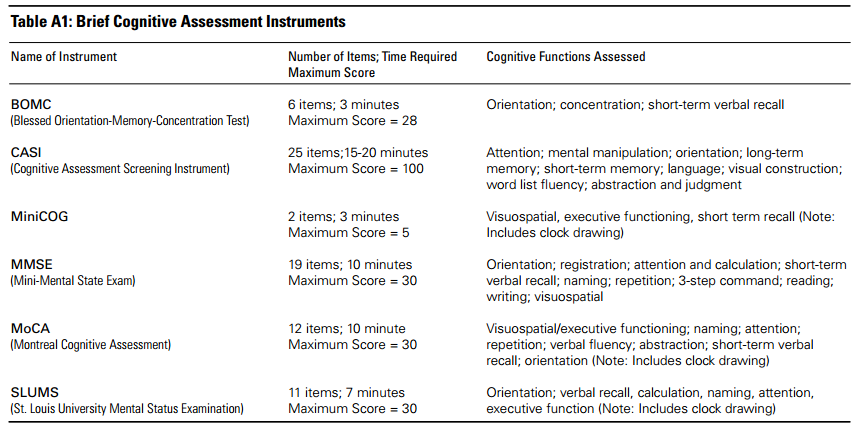 Table A1: Brief Cognitive Assessment Instruments
Name of Instrument Number of Items; Time Required Cognitive Functions Assessed
Maximum Score
BOMC 6 items; 3 minutes Orientation; concentration; short-term verbal recall
(Blessed Orientation-Memory-Concentration Test) Maximum Score = 28
CASI 25 items;15-20 minutes Attention; mental manipulation; orientation; long-term
(Cognitive Assessment Screening Instrument) Maximum Score = 100 memory; short-term memory; language; visual construction;
word list fluency; abstraction and judgment
MiniCOG 2 items; 3 minutes Visuospatial, executive functioning, short term recall (Note:
Maximum Score = 5 Includes clock drawing)
MMSE 19 items; 10 minutes Orientation; registration; attention and calculation; short-term
(Mini-Mental State Exam) Maximum Score = 30 verbal recall; naming; repetition; 3-step command; reading;
writing; visuospatial
MoCA 12 items; 10 minute Visuospatial/executive functioning; naming; attention;
(Montreal Cognitive Assessment) Maximum Score = 30 repetition; verbal fluency; abstraction; short-term verbal
recall; orientation (Note: Includes clock drawing)
SLUMS 11 items; 7 minutes Orientation; verbal recall, calculation, naming, attention,
(St. Louis University Mental Status Examination) Maximum Score = 30 executive function (Note: Includes clock drawing)